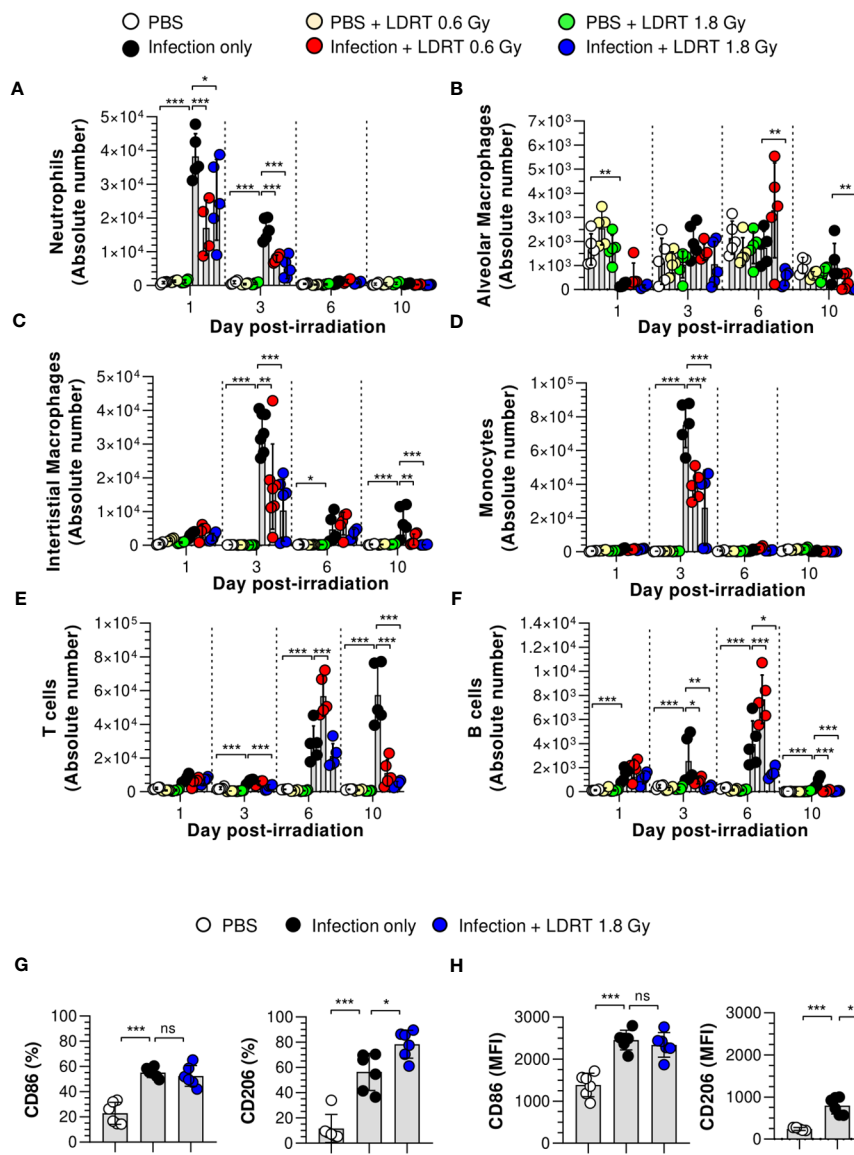 PBS PBS + LDRT 0.6 Gy PBS + LDRT 1.8 Gy
Infection only Infection + LDRT 0.6 Gy Infection + LDRT 1.8 Gy
A
Neutrophils
(Absolute number)
5×10⁴
4×10⁴
3×10⁴
2×10⁴
1×10⁴
0
*** *** *
*** *** ***
1 3 6 10
Day post-irradiation
B
Alveolar Macrophages
(Absolute number)
7×10³
6×10³
5×10³
4×10³
3×10³
2×10³
1×10³
0
**
**
**
1 3 6 10
Day post-irradiation
C
Intertistial Macrophages
(Absolute number)
5×10⁴
4×10⁴
3×10⁴
2×10⁴
1×10⁴
0
*** ** ***
*
*** ** ***
1 3 6 10
Day post-irradiation
D
Monocytes
(Absolute number)
1×10⁵
8×10⁴
6×10⁴
4×10⁴
2×10⁴
0
*** *** ***
1 3 6 10
Day post-irradiation
E
T cells
(Absolute number)
1×10⁵
8×10⁴
6×10⁴
4×10⁴
2×10⁴
0
*** ***
*** ***
*** *** ***
1 3 6 10
Day post-irradiation
F
B cells
(Absolute number)
1.4×10⁴
1.2×10⁴
1×10⁴
8×10³
6×10³
4×10³
2×10³
0
***
*** * **
*** *** *
*** *** ***
1 3 6 10
Day post-irradiation
PBS Infection only Infection + LDRT 1.8 Gy
G
CD86 (%)
100
80
60
40
20
0
*** ns
CD206 (%)
100
80
60
40
20
0
*** *
H
CD86 (MFI)
3000
2000
1000
0
*** ns
CD206 (MFI)
3000
2000
1000
0
*** *